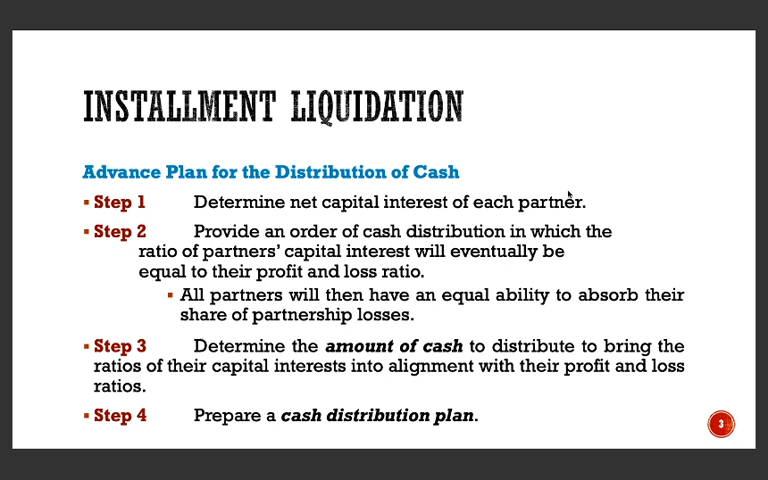 INSTALLMENT LIQUIDATION
Advance Plan for the Distribution of Cash
▪ Step 1 Determine net capital interest of each partner.
▪ Step 2 Provide an order of cash distribution in which the
ratio of partners' capital interest will eventually be
equal to their profit and loss ratio.
▪ All partners will then have an equal ability to absorb their
share of partnership losses.
▪ Step 3 Determine the amount of cash to distribute to bring the
ratios of their capital interests into alignment with their profit and loss
ratios.
▪ Step 4 Prepare a cash distribution plan.
3